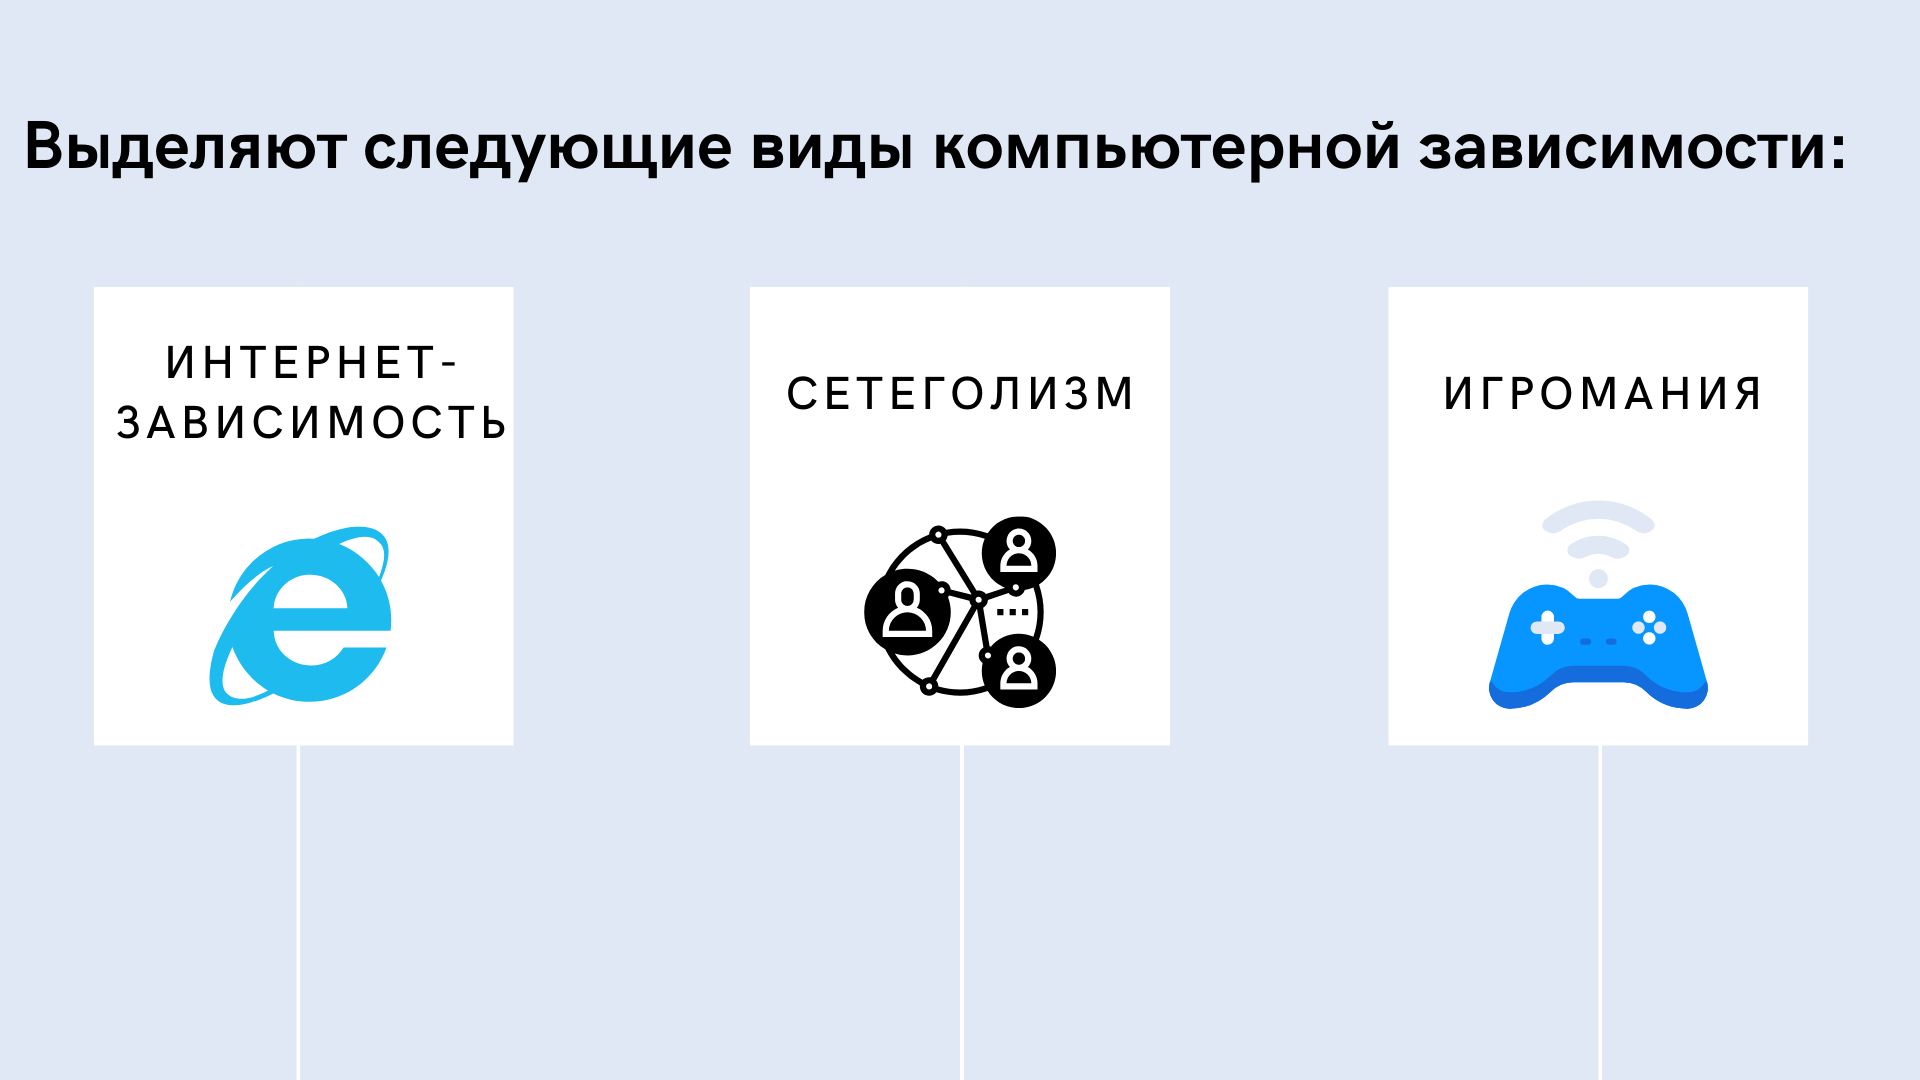 Выделяют следующие виды компьютерной зависимости:
ИНТЕРНЕТ-
ЗАВИСИМОСТЬ
СЕТЕГОЛИЗМ
ИГРОМАНИЯ